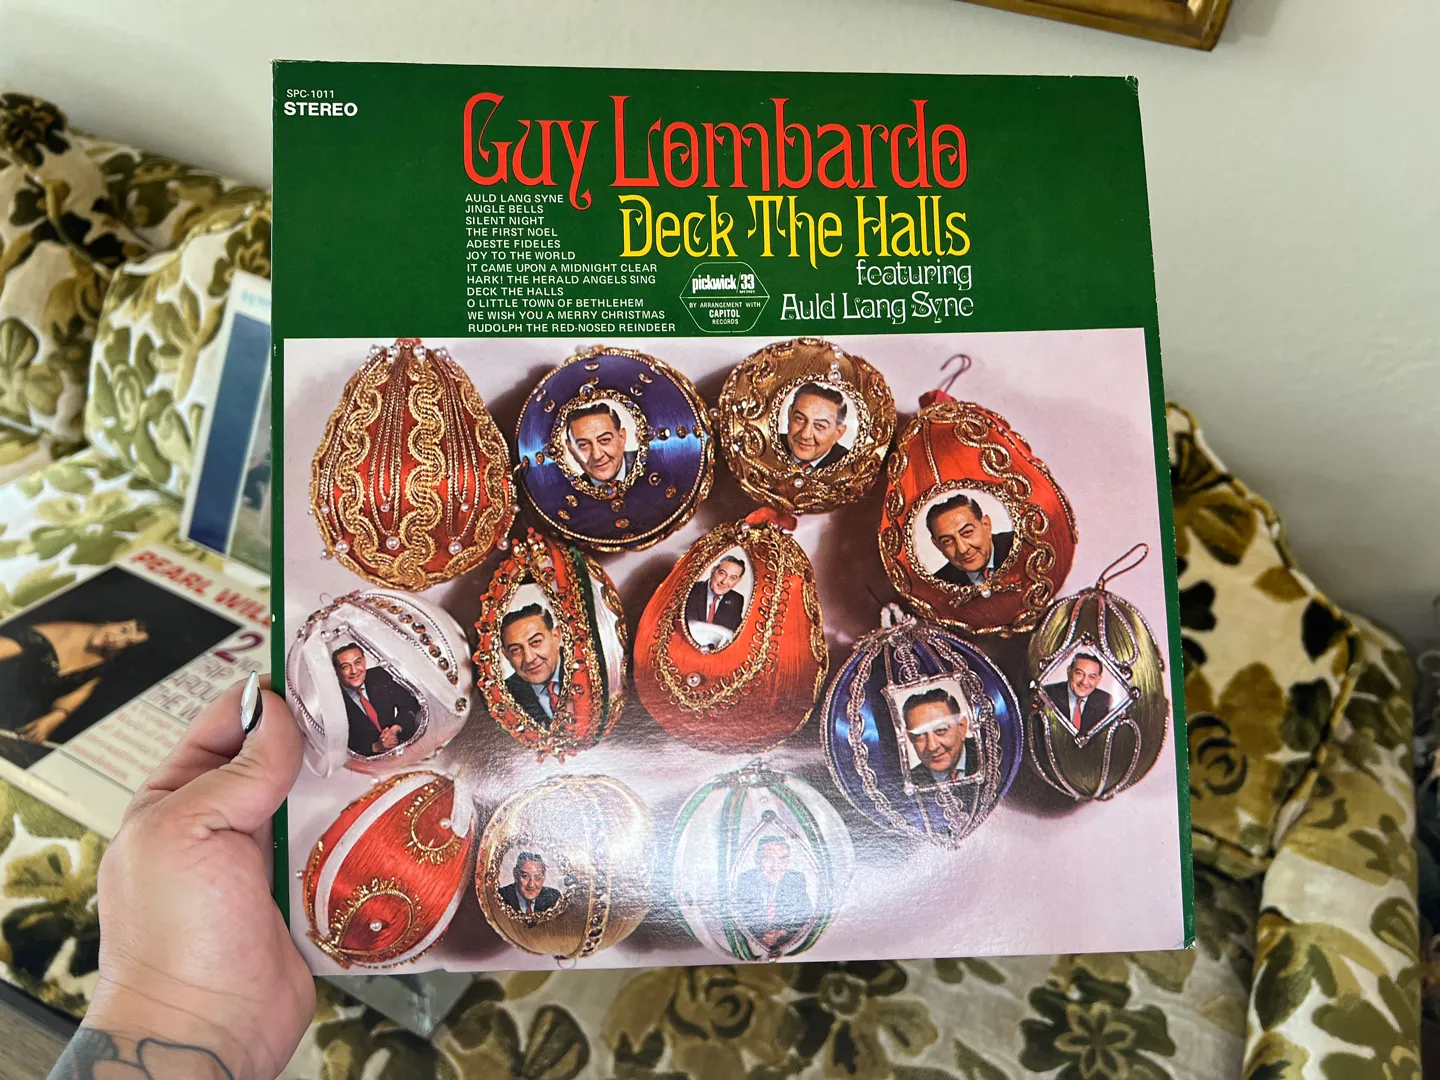 SPC-1011
STEREO
Guy Lombardo
Deck The Halls
featuring
Auld Lang Syne
AULD LANG SYNE
JINGLE BELLS
SILENT NIGHT
THE FIRST NOEL
ADESTE FIDELES
JOY TO THE WORLD
IT CAME UPON A MIDNIGHT CLEAR
HARK! THE HERALD ANGELS SING
DECK THE HALLS
O LITTLE TOWN OF BETHLEHEM
WE WISH YOU A MERRY CHRISTMAS
RUDOLPH THE RED-NOSED REINDEER
pickwick/33
BY ARRANGEMENT WITH
CAPITOL
RECORDS
PEARL
2
AROUND